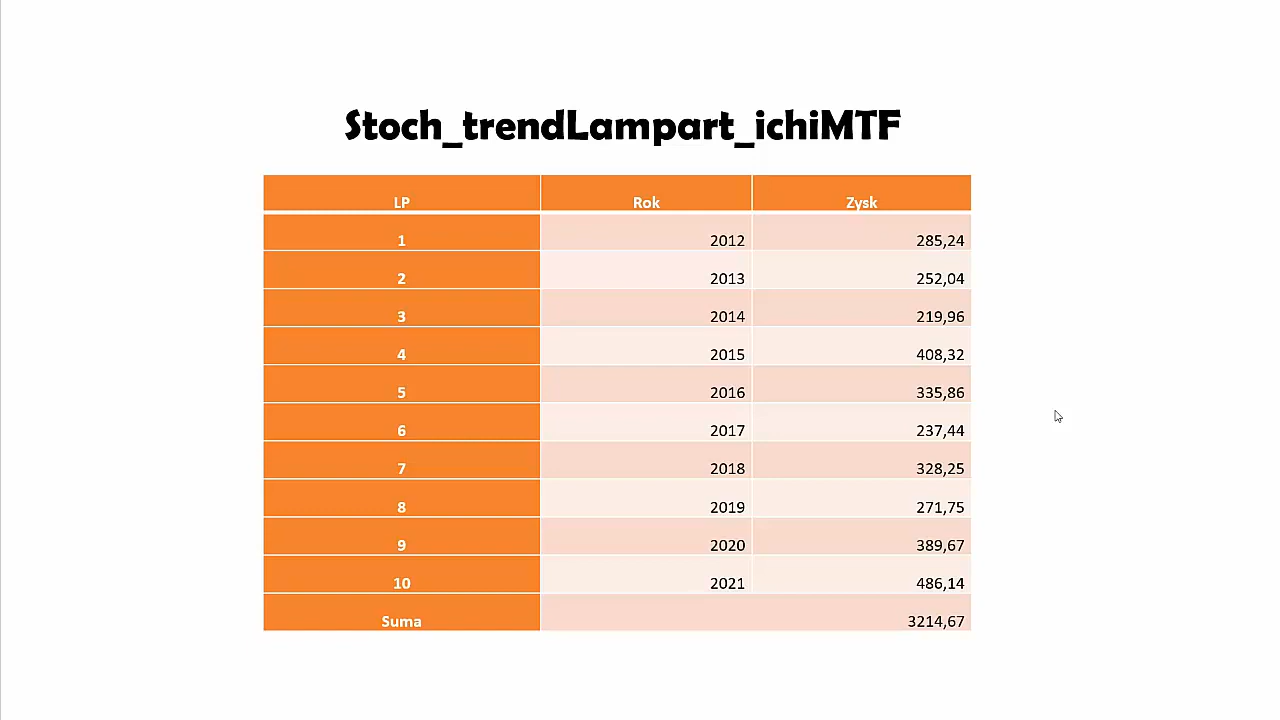 Stoch_trendLampart_ichiMTF
LP Rok Zysk
1 2012 285,24
2 2013 252,04
3 2014 219,96
4 2015 408,32
5 2016 335,86
6 2017 237,44
7 2018 328,25
8 2019 271,75
9 2020 389,67
10 2021 486,14
Suma 3214,67